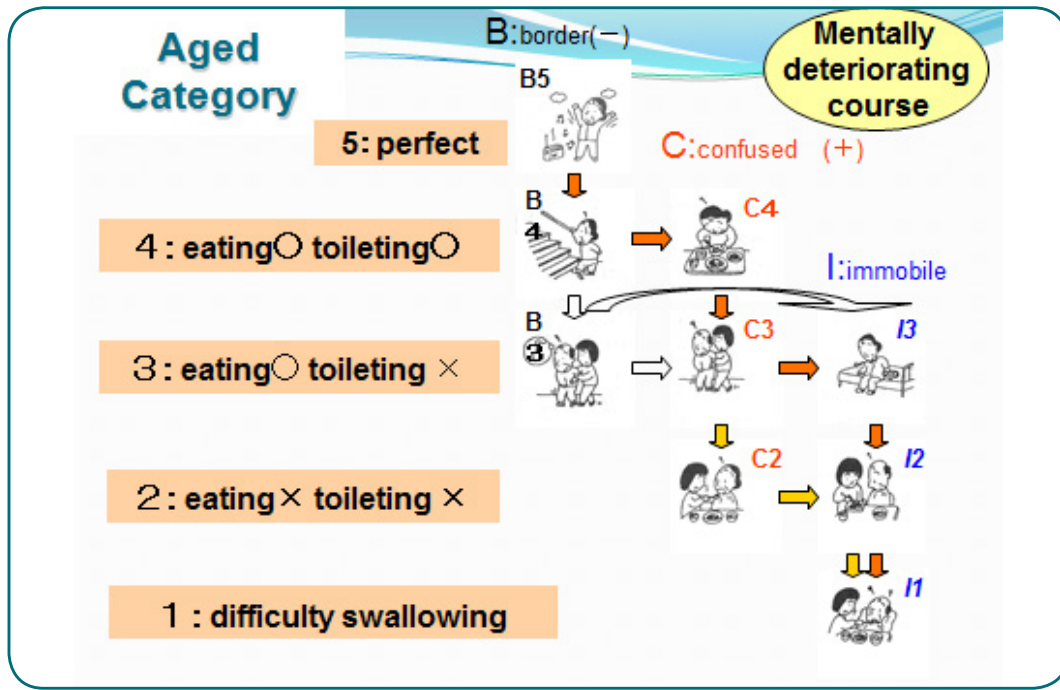 Aged
Category
B:border(−)
Mentally
deteriorating
course
B5
5: perfect
C:confused (+)
B
4
C4
4: eating○ toileting○
I:immobile
B
3
C3
I3
3: eating○ toileting ×
C2
I2
2: eating× toileting ×
I1
1: difficulty swallowing